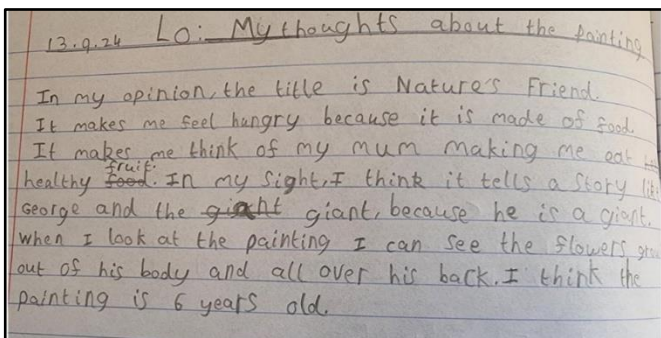 13.9.24 Lo: My thoughts about the painting
In my opinion, the title is Nature's Friend.
It makes me feel hungry because it is made of food.
It makes me think of my mum making me eat
healthy fruit. In my sight, I think it tells a story
George and the giant, because he is a giant.
When I look at the painting I can see the flowers
out of his body and all over his back. I think the
painting is 6 years old.